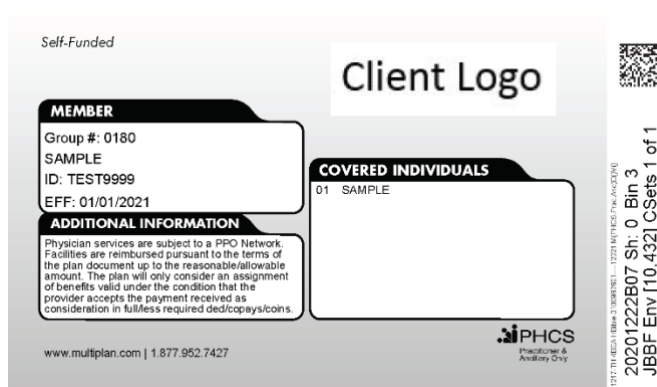 Self-Funded
Client Logo
MEMBER
Group #: 0180
SAMPLE
ID: TEST9999
EFF: 01/01/2021
ADDITIONAL INFORMATION
Physician services are subject to a PPO Network.
Facilities are reimbursed pursuant to the terms of
the plan document up to the reasonable/allowable
amount. The plan will only consider an assignment
of benefits valid under the condition that the
provider accepts the payment received as
consideration in full/less required ded/copays/coins.
COVERED INDIVIDUALS
01 SAMPLE
www.multiplan.com | 1.877.952.7427
PHCS
Practitioner &
Ancillary Only
20201222B07 Sh: 0 Bin 3
JBBF Env [10.432] CSets 1 of 1